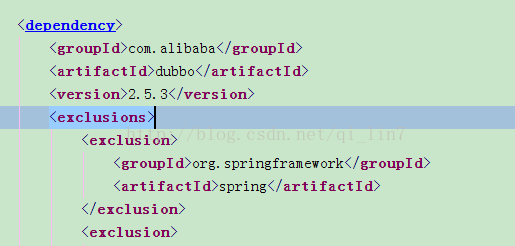 <dependency>
<groupId>com.alibaba</groupId>
<artifactId>dubbo</artifactId>
<version>2.5.3</version>
<exclusions>
http://blog.csdn.net/qi_lin7
<exclusion>
<groupId>org.springframework</groupId>
<artifactId>spring</artifactId>
</exclusion>
<exclusion>